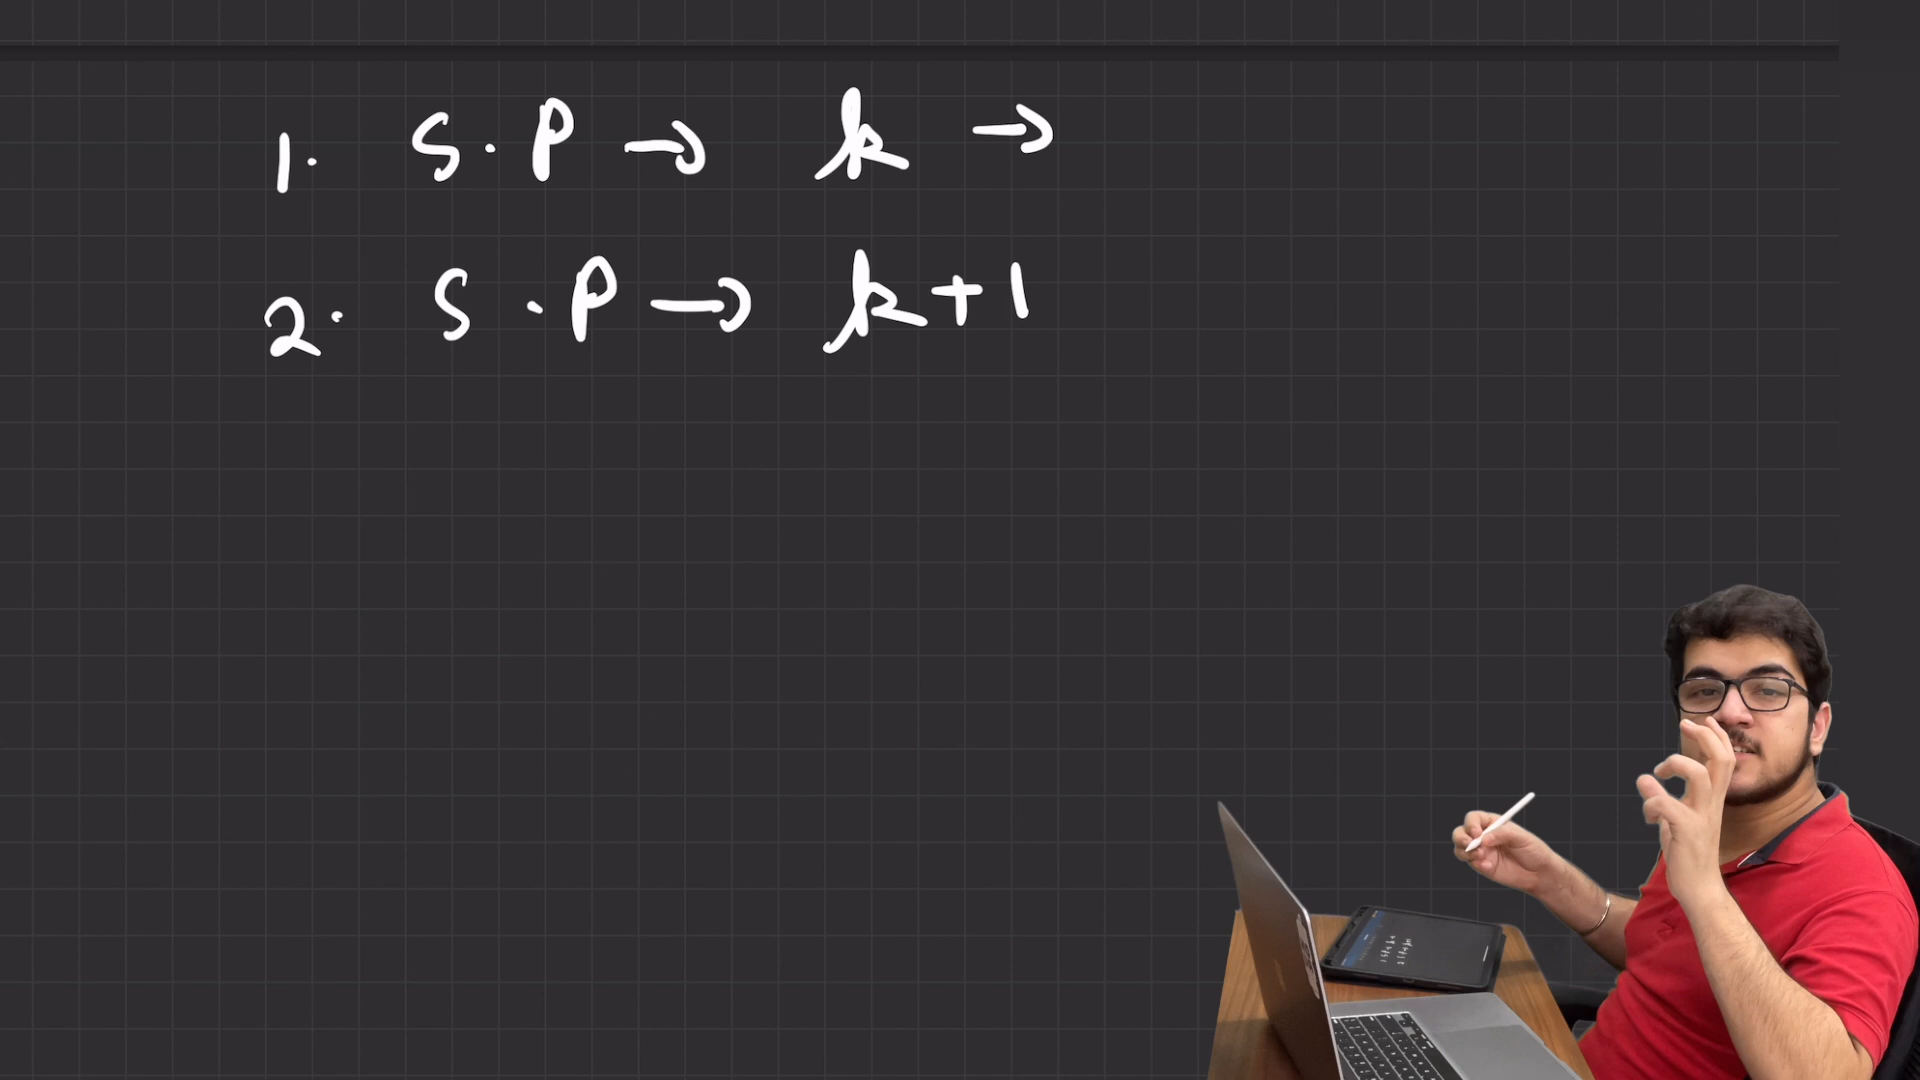 1. S.P → k →
2. S.P → k+1